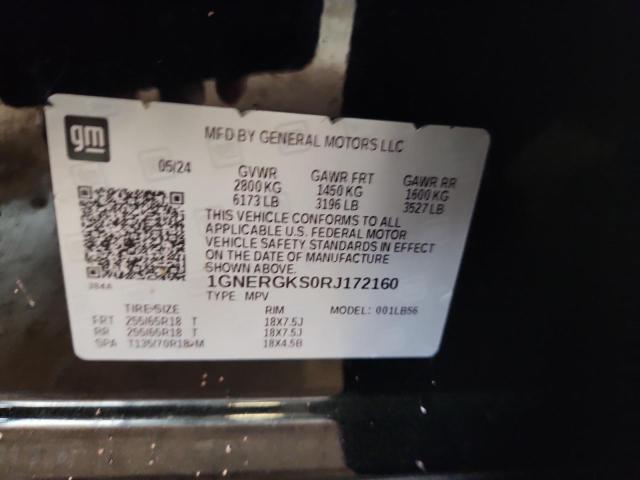 gm
MFD BY GENERAL MOTORS LLC
05/24 GVWR GAWR FRT GAWR RR
2800 KG 1450 KG 1600 KG
6173 LB 3196 LB 3527 LB
THIS VEHICLE CONFORMS TO ALL
APPLICABLE U.S. FEDERAL MOTOR
VEHICLE SAFETY STANDARDS IN EFFECT
ON THE DATE OF MANUFACTURE
SHOWN ABOVE.
384A
1GNERGKS0RJ172160
TYPE MPV MODEL: 001LB56
TIRE SIZE RIM
FRT 255/65R18 T 18X7.5J
RR 255/65R18 T 18X7.5J
SPA T135/70R18 M 18X4.5B